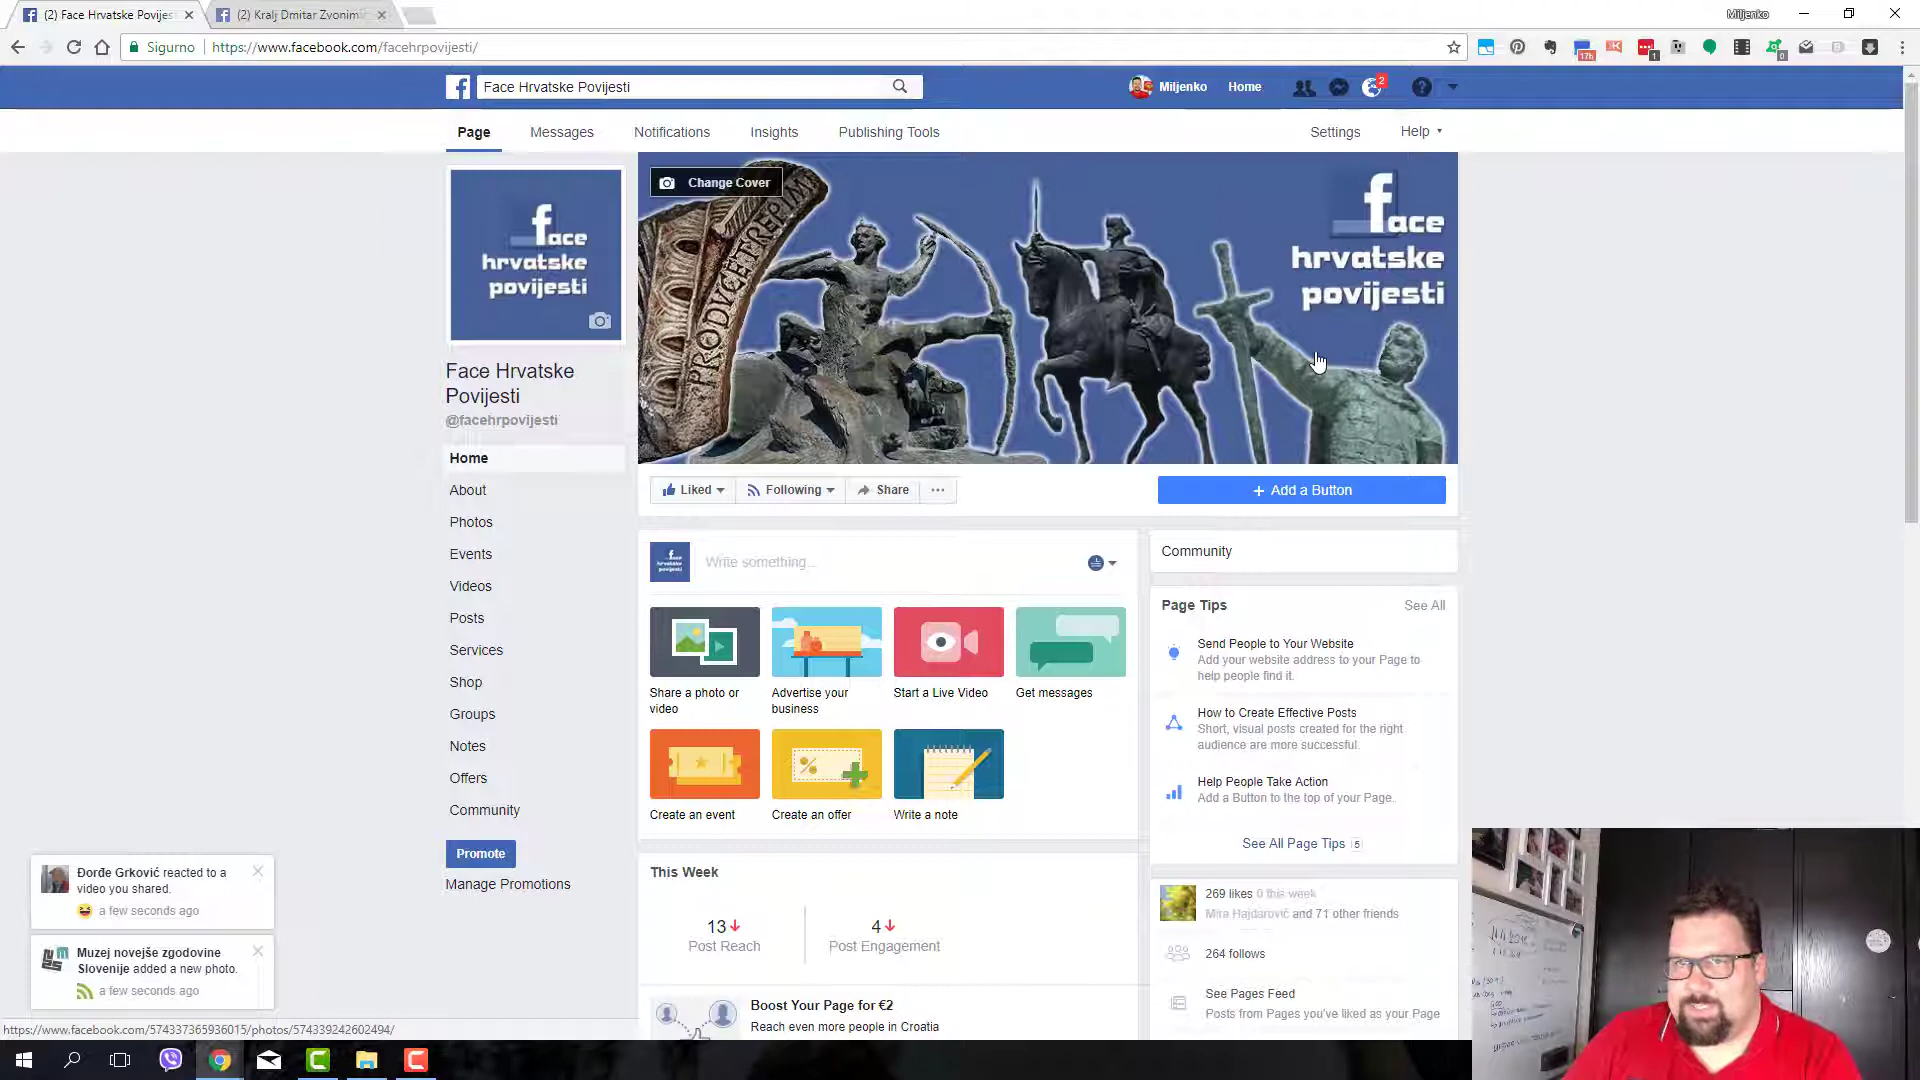 (2) Face Hrvatske Povijes
(2) Kralj Dmitar Zvonim
Miljenko
Sigurno
https://www.facebook.com/facehrpovijesti/
17h
1
0
Face Hrvatske Povijesti
Miljenko
Home
2
Page
Messages
Notifications
Insights
Publishing Tools
Settings
Help
Change Cover
PRODVCETREPIM
face
hrvatske
povijesti
face
hrvatske
povijesti
Face Hrvatske
Povijesti
@facehrpovijesti
Home
About
Photos
Events
Videos
Posts
Services
Shop
Groups
Notes
Offers
Community
Promote
Manage Promotions
Liked
Following
Share
+ Add a Button
Write something...
Share a photo or
video
Advertise your
business
Start a Live Video
Get messages
Create an event
Create an offer
Write a note
This Week
13
Post Reach
4
Post Engagement
Boost Your Page for €2
Reach even more people in Croatia
Community
Page Tips
See All
Send People to Your Website
Add your website address to your Page to
help people find it.
How to Create Effective Posts
Short, visual posts created for the right
audience are more successful.
Help People Take Action
Add a Button to the top of your Page.
See All Page Tips 5
269 likes 0 this week
Mira Hajdarović and 71 other friends
264 follows
See Pages Feed
Posts from Pages you've liked as your Page
Đorđe Grković reacted to a
video you shared.
a few seconds ago
Muzej novejše zgodovine
Slovenije added a new photo.
a few seconds ago
https://www.facebook.com/574337365936015/photos/574339242602494/